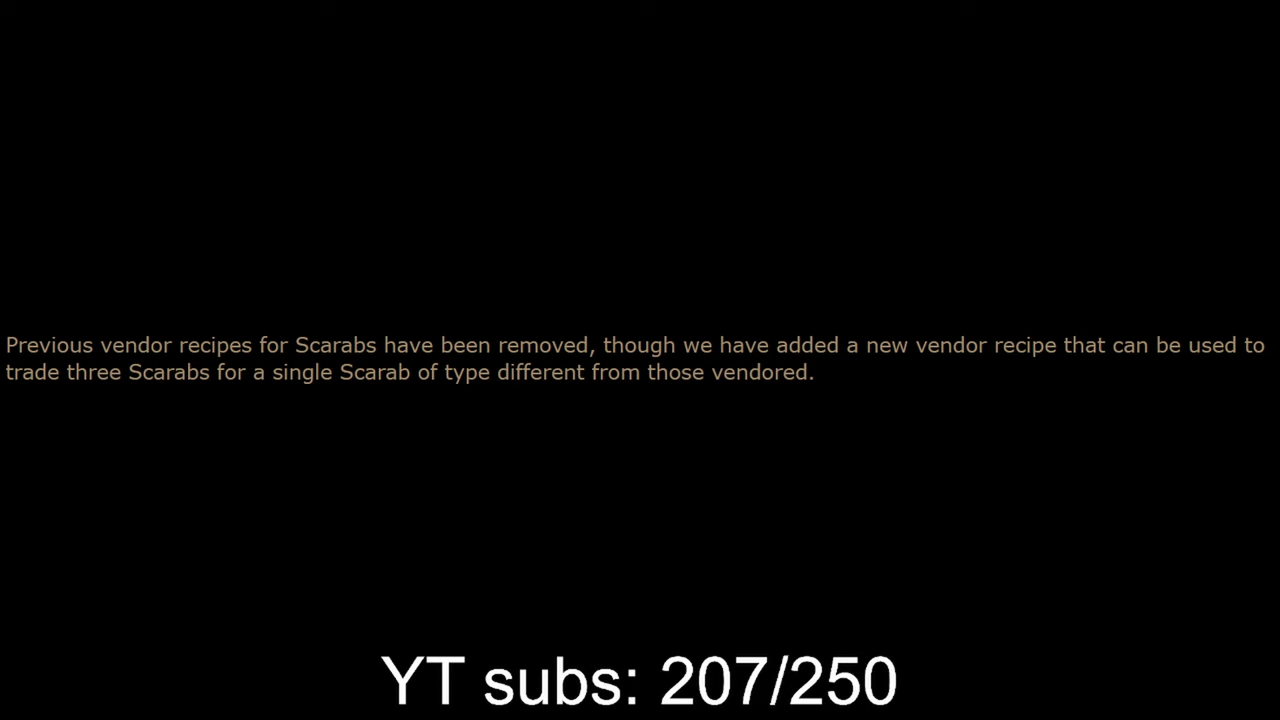 Previous vendor recipes for Scarabs have been removed, though we have added a new vendor recipe that can be used to
trade three Scarabs for a single Scarab of type different from those vendored.
YT subs: 207/250